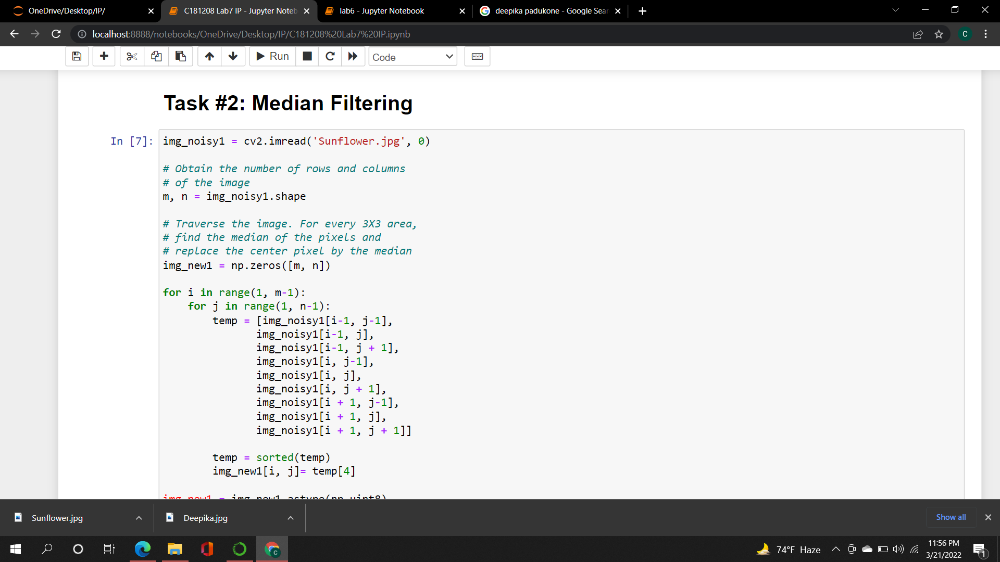 OneDrive/Desktop/IP/
C181208 Lab7 IP - Jupyter Noteb
lab6 - Jupyter Notebook
deepika padukone - Google Sear
localhost:8888/notebooks/OneDrive/Desktop/IP/C181208%20Lab7%20IP.ipynb
C
Run
Code
Task #2: Median Filtering
In [7]:
img_noisy1 = cv2.imread('Sunflower.jpg', 0)
# Obtain the number of rows and columns
# of the image
m, n = img_noisy1.shape
# Traverse the image. For every 3X3 area,
# find the median of the pixels and
# replace the center pixel by the median
img_new1 = np.zeros([m, n])
for i in range(1, m-1):
    for j in range(1, n-1):
        temp = [img_noisy1[i-1, j-1],
               img_noisy1[i-1, j],
               img_noisy1[i-1, j + 1],
               img_noisy1[i, j-1],
               img_noisy1[i, j],
               img_noisy1[i, j + 1],
               img_noisy1[i + 1, j-1],
               img_noisy1[i + 1, j],
               img_noisy1[i + 1, j + 1]]
        temp = sorted(temp)
        img_new1[i, j]= temp[4]
img_new1 = img_new1.astype(np.uint8)
Sunflower.jpg
Deepika.jpg
Show all
C
74°F Haze
11:56 PM
3/21/2022
1